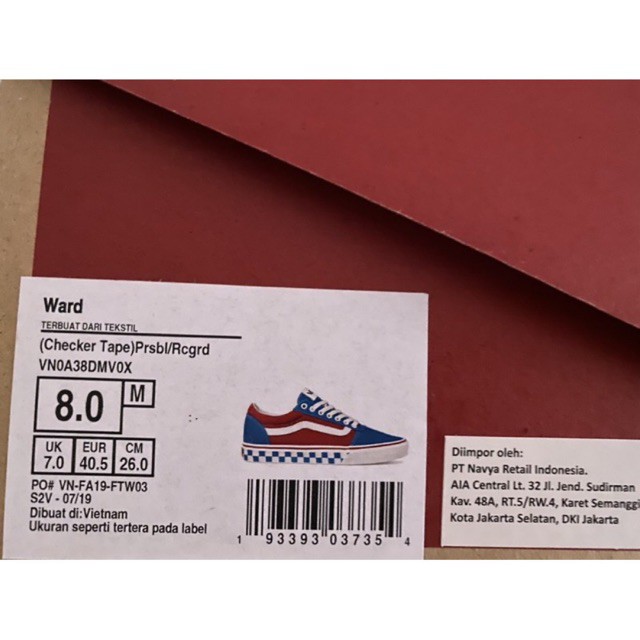 Ward
TERBUAT DARI TEKSTIL
(Checker Tape)Prsbl/Rcgrd
VN0A38DMV0X
8.0 M
UK 7.0
EUR 40.5
CM 26.0
PO# VN-FA19-FTW03
S2V - 07/19
Dibuat di:Vietnam
Ukuran seperti tertera pada label
1 93393 03735 4
Diimpor oleh:
PT Navya Retail Indonesia.
AIA Central Lt. 32 Jl. Jend. Sudirman
Kav. 48A, RT.5/RW.4, Karet Semanggi
Kota Jakarta Selatan, DKI Jakarta